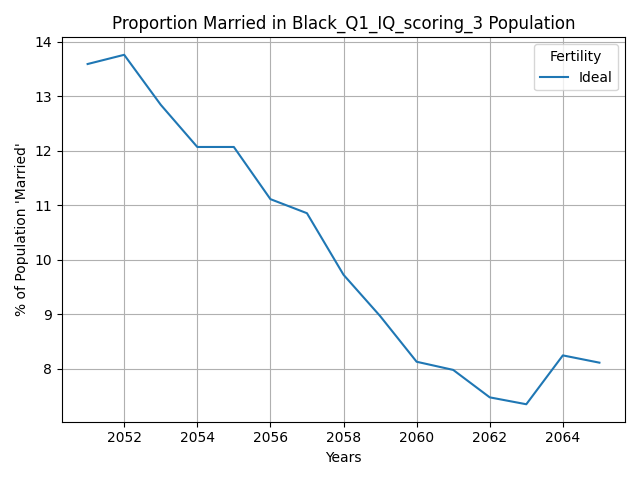 Proportion Married in Black_Q1_IQ_scoring_3 Population
Fertility
Ideal
% of Population 'Married'
14
13
12
11
10
9
8
2052 2054 2056 2058 2060 2062 2064
Years